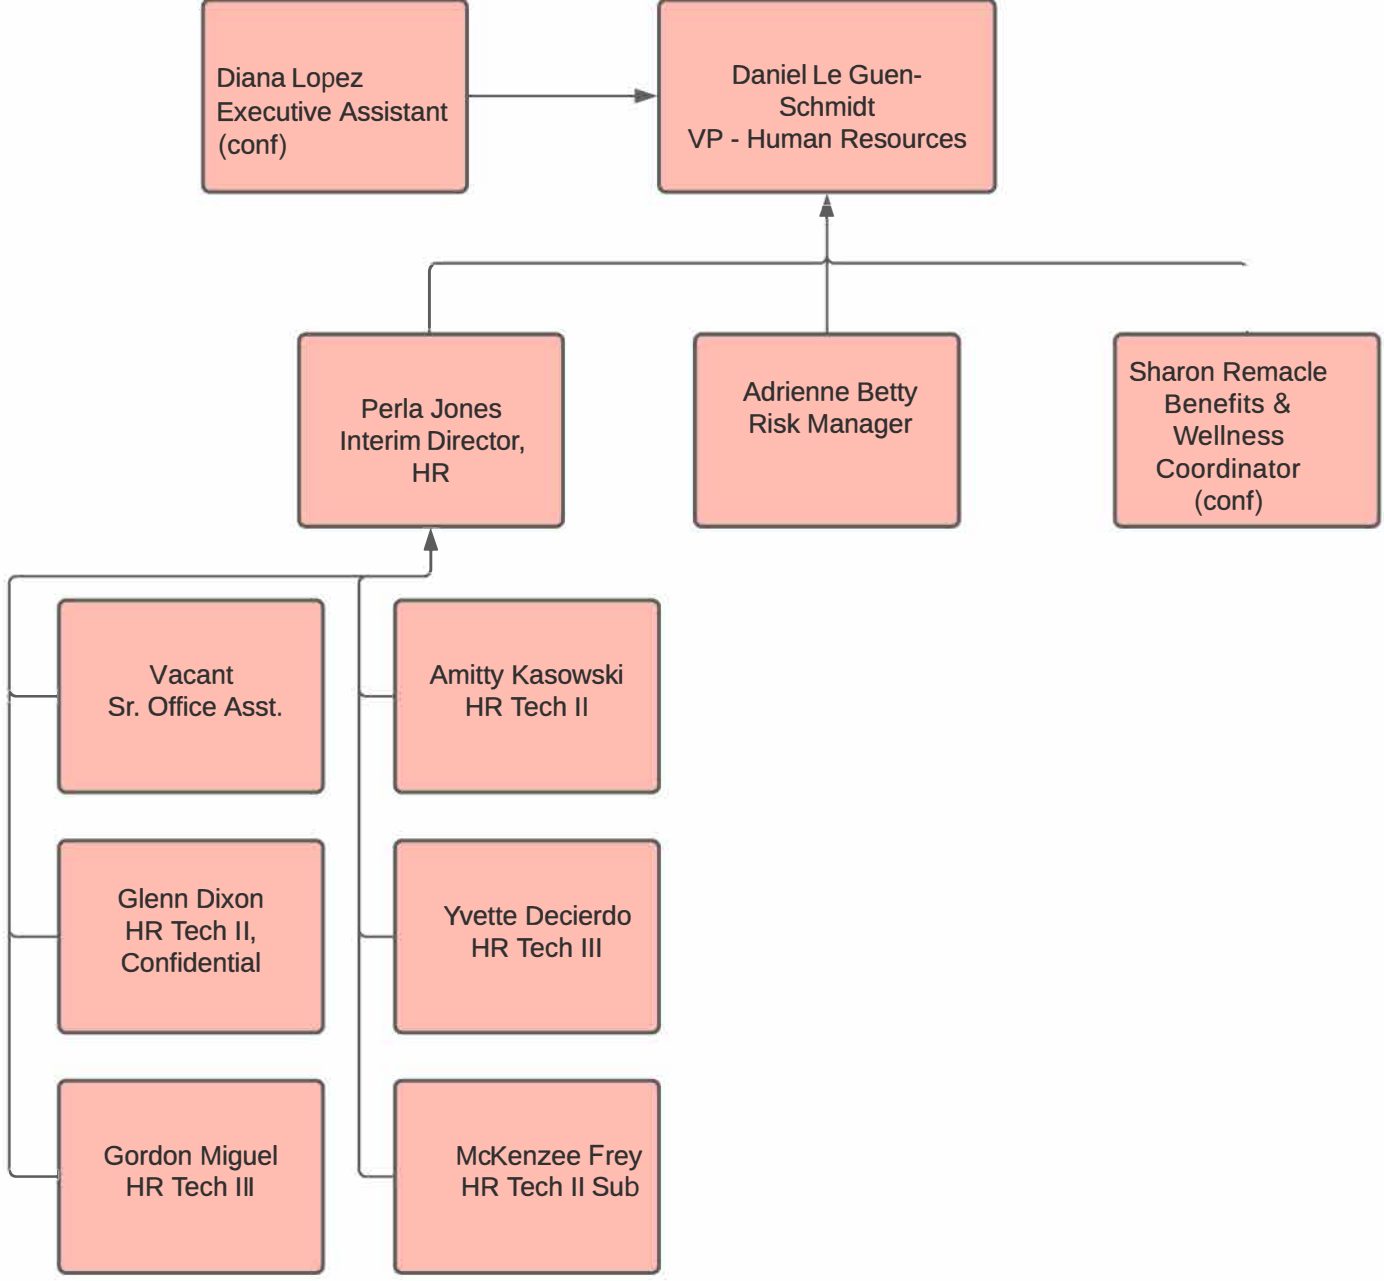 Diana Lopez
Executive Assistant
(conf)
Daniel Le Guen-
Schmidt
VP - Human Resources
Perla Jones
Interim Director,
HR
Adrienne Betty
Risk Manager
Sharon Remacle
Benefits &
Wellness
Coordinator
(conf)
Vacant
Sr. Office Asst.
Amitty Kasowski
HR Tech II
Glenn Dixon
HR Tech II,
Confidential
Yvette Decierdo
HR Tech III
Gordon Miguel
HR Tech III
McKenzee Frey
HR Tech II Sub